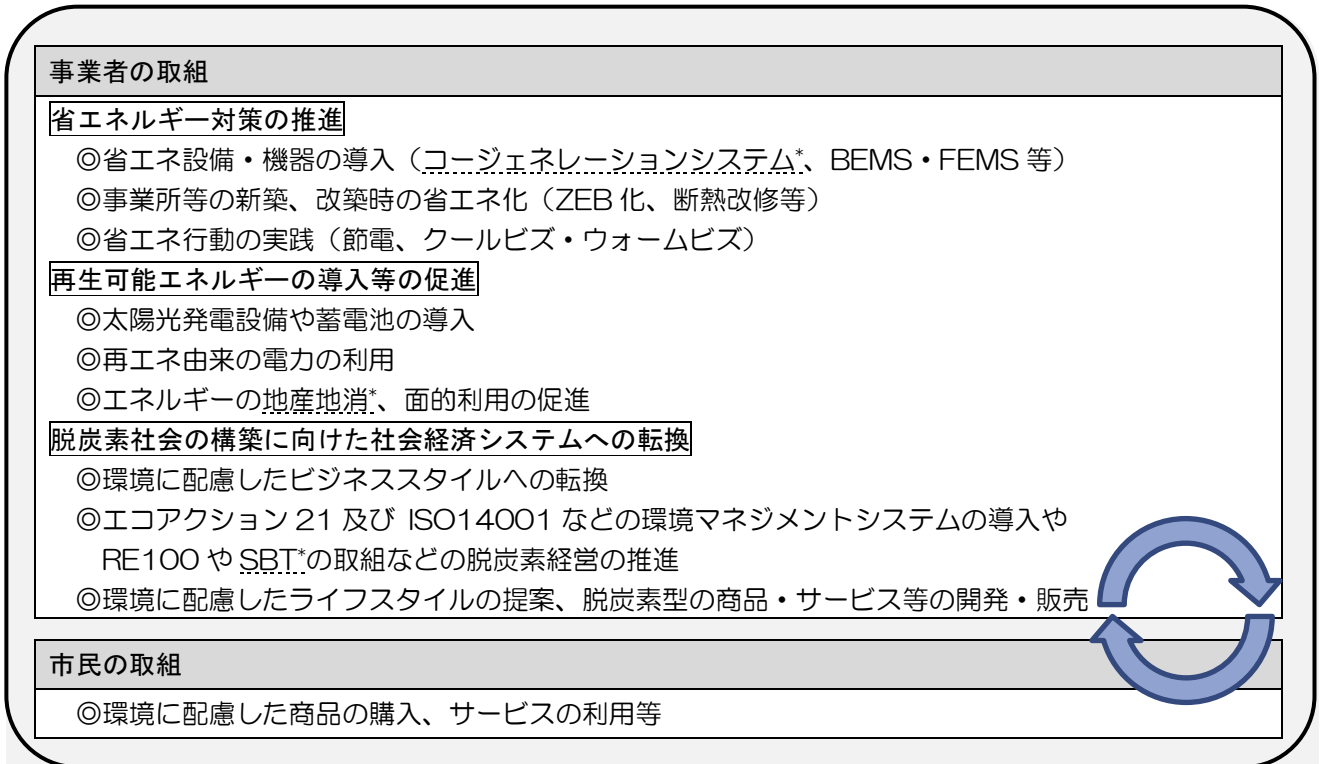 事業者の取組
省エネルギー対策の推進
◎省エネ設備・機器の導入（コージェネレーションシステム*、BEMS・FEMS 等）
◎事業所等の新築、改築時の省エネ化（ZEB 化、断熱改修等）
◎省エネ行動の実践（節電、クールビズ・ウォームビズ）
再生可能エネルギーの導入等の促進
◎太陽光発電設備や蓄電池の導入
◎再エネ由来の電力の利用
◎エネルギーの地産地消*、面的利用の促進
脱炭素社会の構築に向けた社会経済システムへの転換
◎環境に配慮したビジネススタイルへの転換
◎エコアクション 21 及び ISO14001 などの環境マネジメントシステムの導入や
RE100 や SBT*の取組などの脱炭素経営の推進
◎環境に配慮したライフスタイルの提案、脱炭素型の商品・サービス等の開発・販売
市民の取組
◎環境に配慮した商品の購入、サービスの利用等